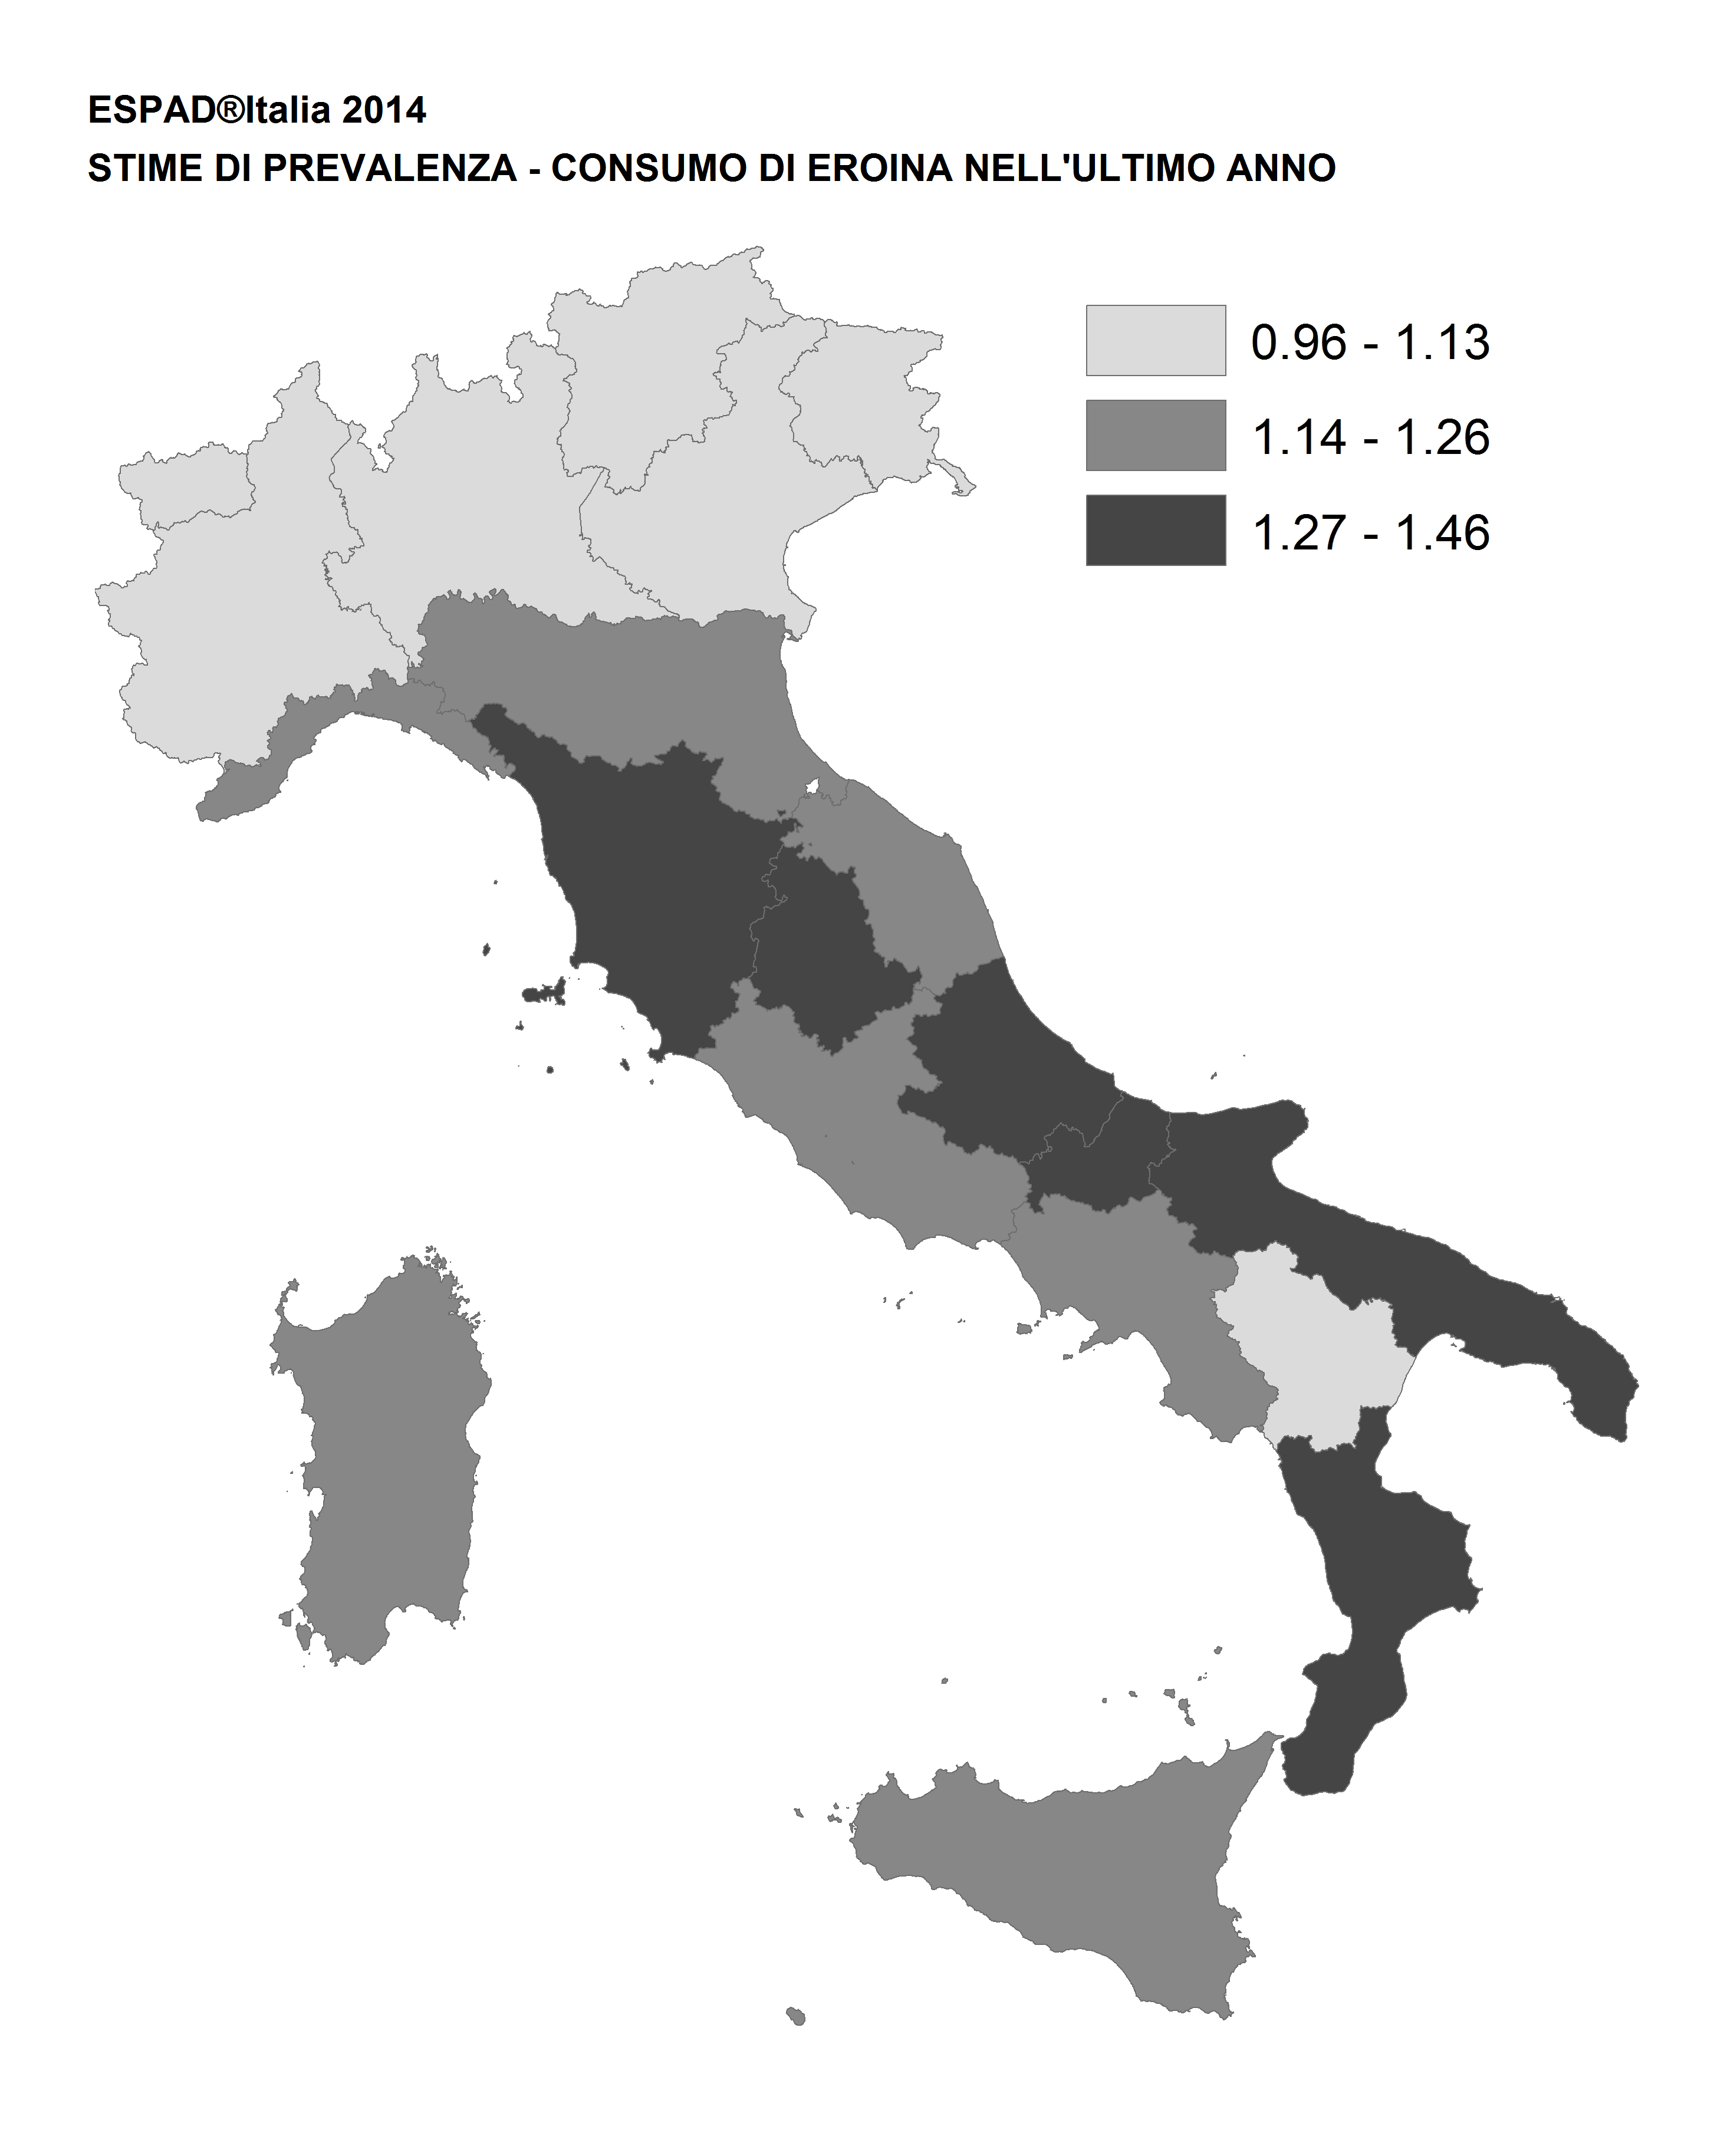 ESPAD®Italia 2014
STIME DI PREVALENZA - CONSUMO DI EROINA NELL'ULTIMO ANNO
0.96 - 1.13
1.14 - 1.26
1.27 - 1.46